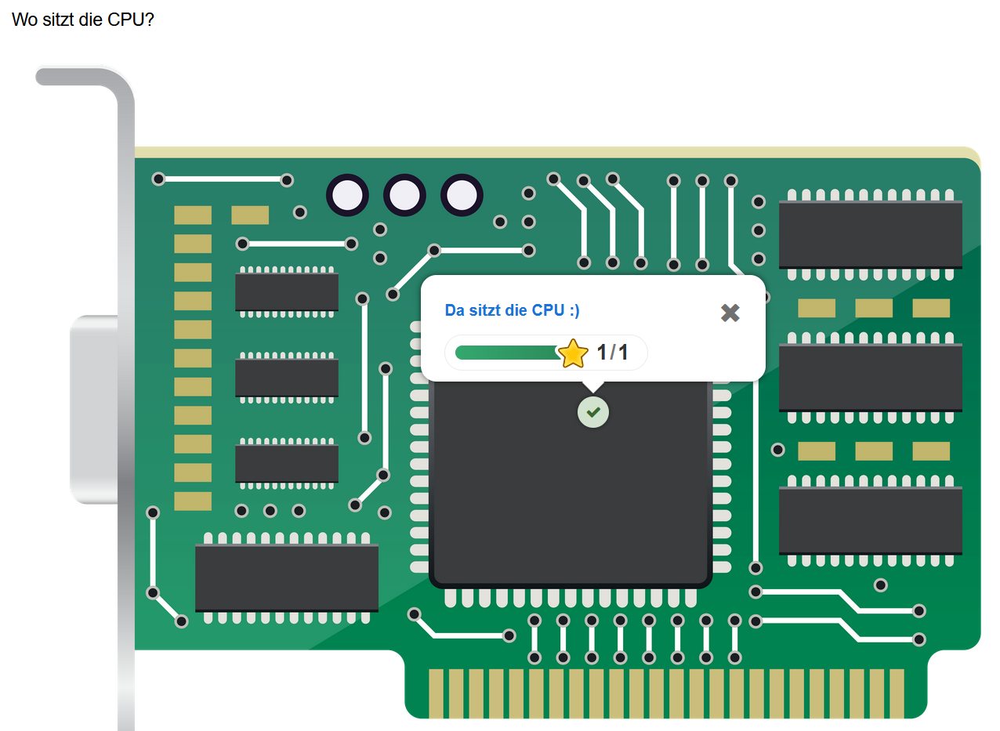 Wo sitzt die CPU?
Da sitzt die CPU :)
1/1